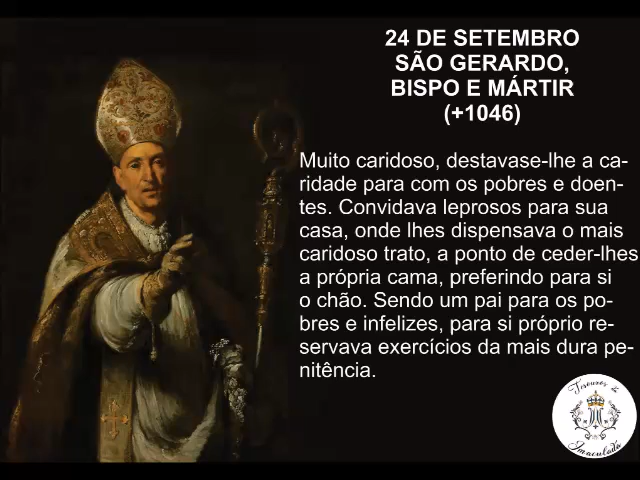 24 DE SETEMBRO
SÃO GERARDO,
BISPO E MÁRTIR
(+1046)
Muito caridoso, destavase-lhe a ca-
ridade para com os pobres e doen-
tes. Convidava leprosos para sua
casa, onde lhes dispensava o mais
caridoso trato, a ponto de ceder-lhes
a própria cama, preferindo para si
o chão. Sendo um pai para os po-
bres e infelizes, para si próprio re-
servava exercícios da mais dura pe-
nitência.
Tesouros da
Imaculada